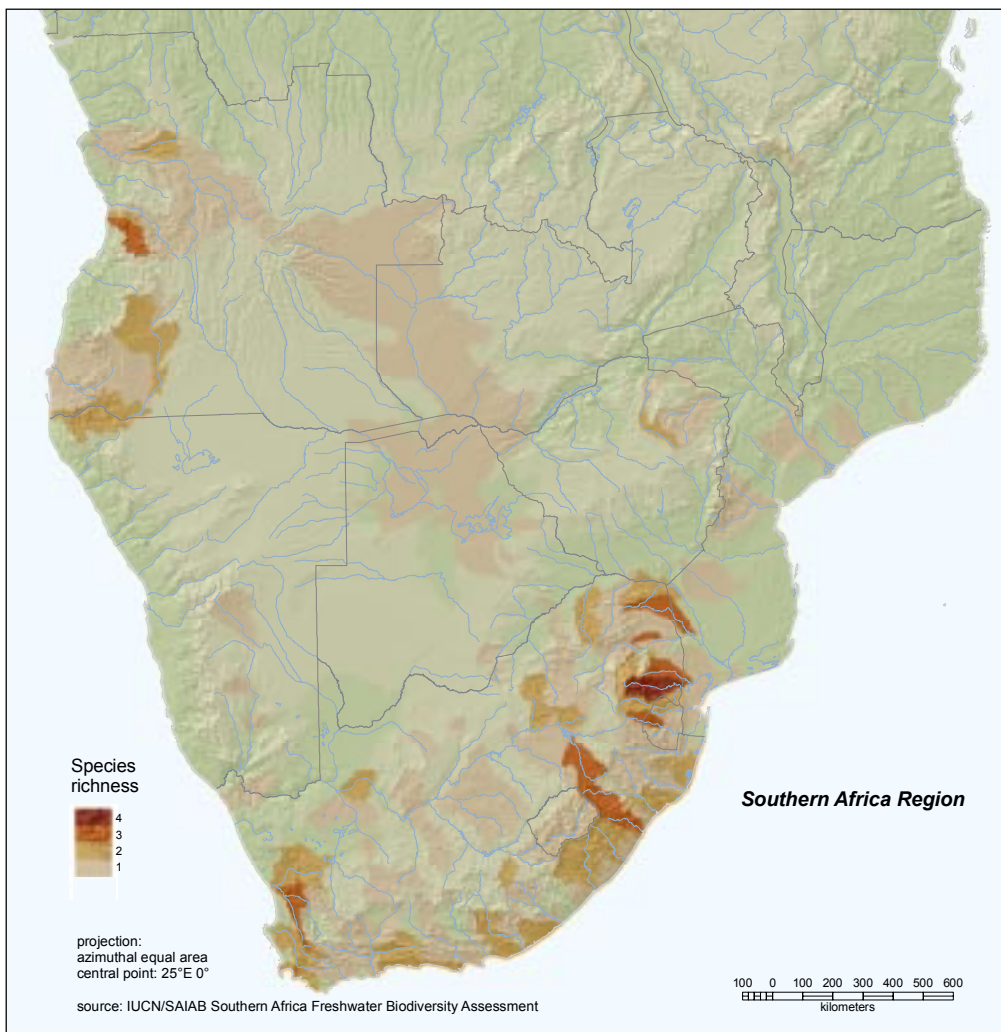 Southern Africa Region
Species
richness
4
3
2
1
projection:
azimuthal equal area
central point: 25°E 0°
source: IUCN/SAIAB Southern Africa Freshwater Biodiversity Assessment
100 0 100 200 300 400 500 600
kilometers